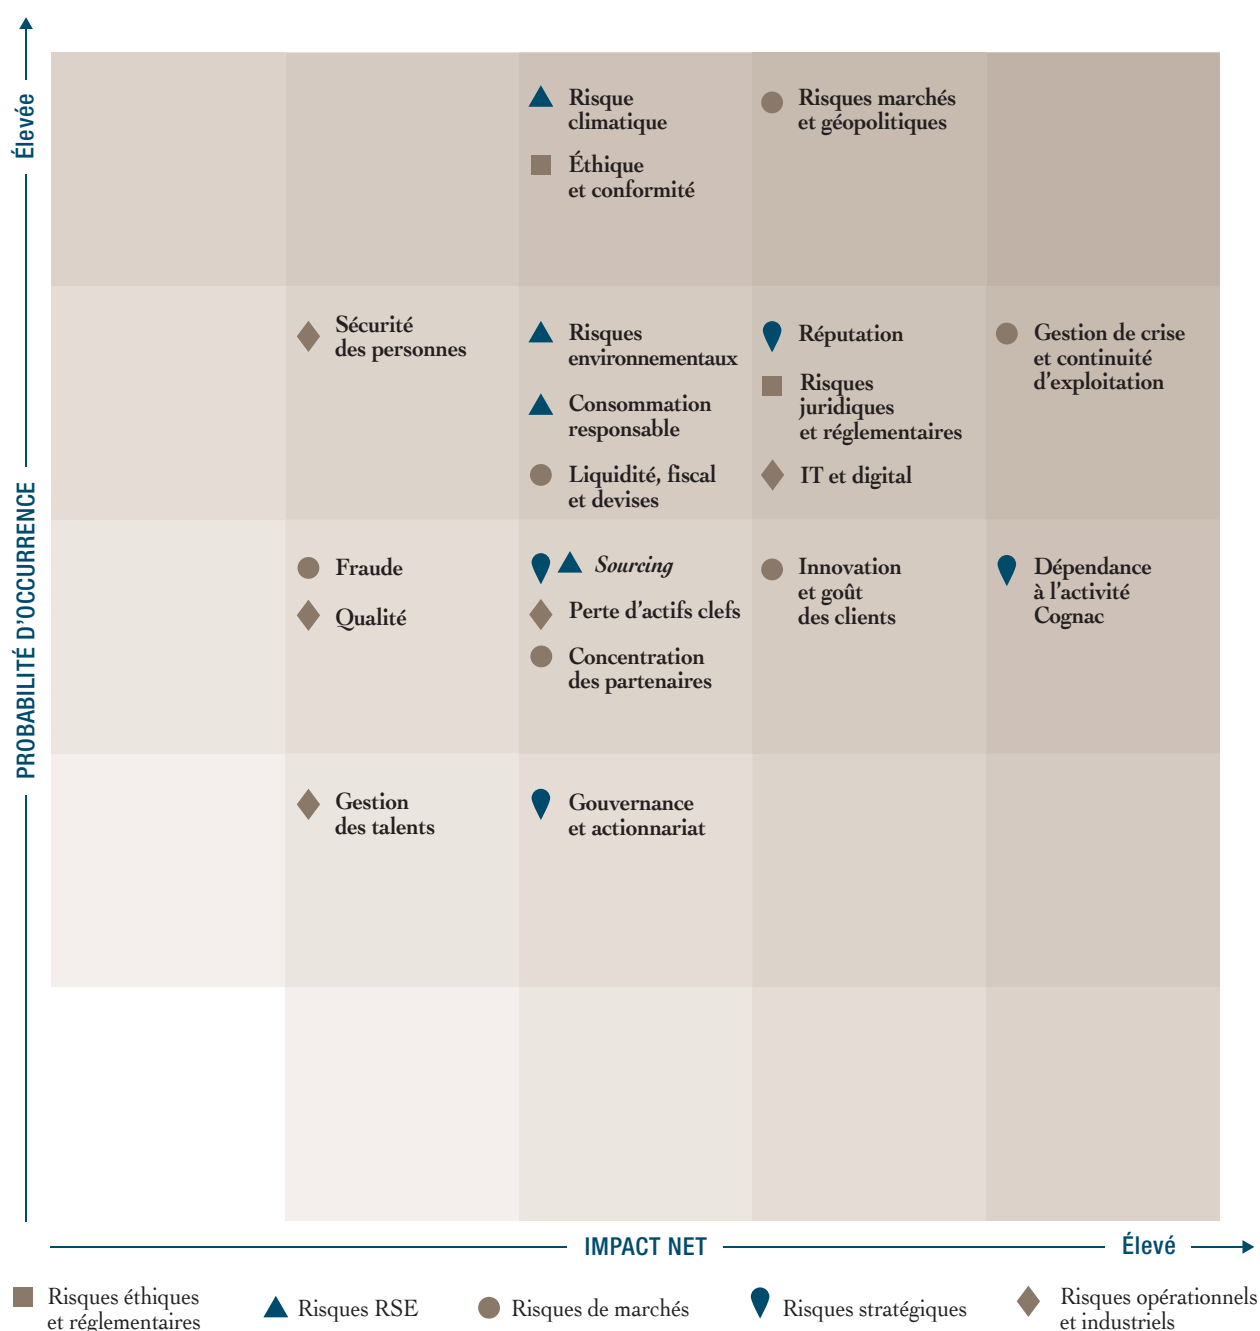 Élevée
PROBABILITÉ D'OCCURRENCE
Risque
climatique
Éthique
et conformité
Risques marchés
et géopolitiques
Sécurité
des personnes
Risques
environnementaux
Consommation
responsable
Liquidité, fiscal
et devises
Réputation
Risques
juridiques
et réglementaires
IT et digital
Gestion de crise
et continuité
d'exploitation
Fraude
Qualité
Sourcing
Perte d'actifs clefs
Concentration
des partenaires
Innovation
et goût
des clients
Dépendance
à l'activité
Cognac
Gestion
des talents
Gouvernance
et actionnariat
IMPACT NET
Élevé
Risques éthiques
et réglementaires
Risques RSE
Risques de marchés
Risques stratégiques
Risques opérationnels
et industriels